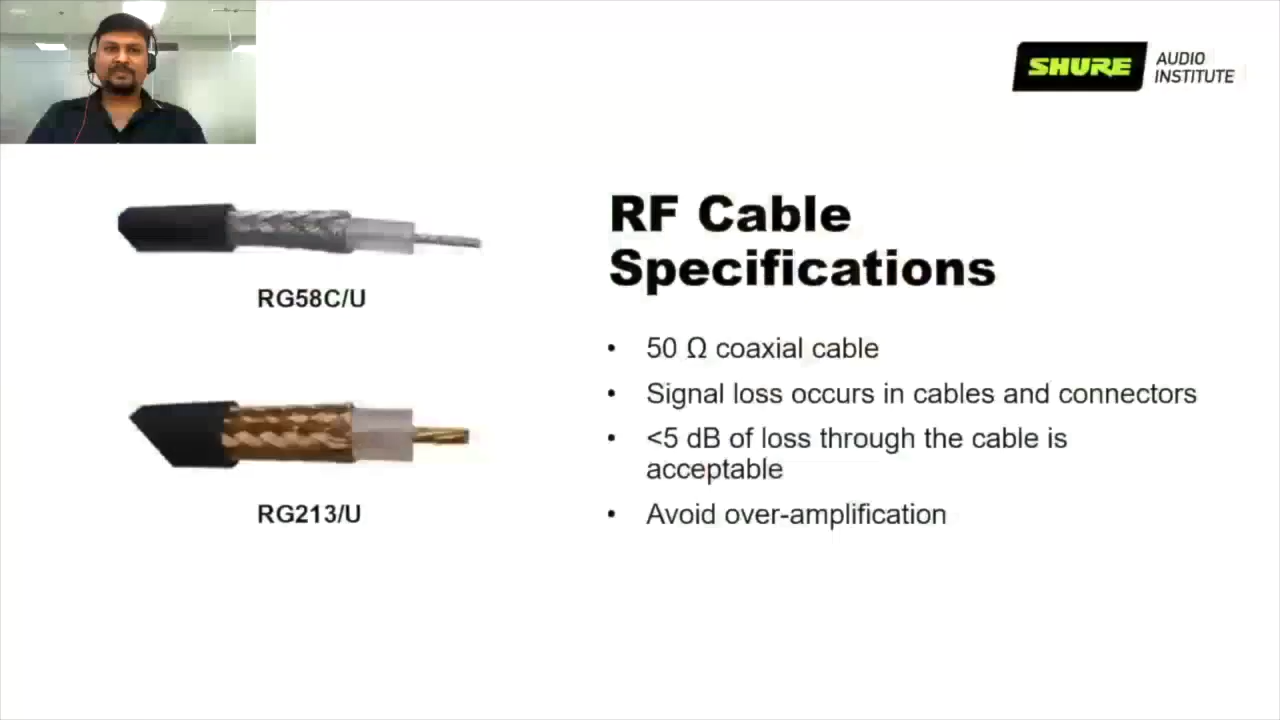 SHURE
AUDIO
INSTITUTE
RG58C/U
RG213/U
RF Cable
Specifications
• 50 Ω coaxial cable
• Signal loss occurs in cables and connectors
• <5 dB of loss through the cable is
acceptable
• Avoid over-amplification